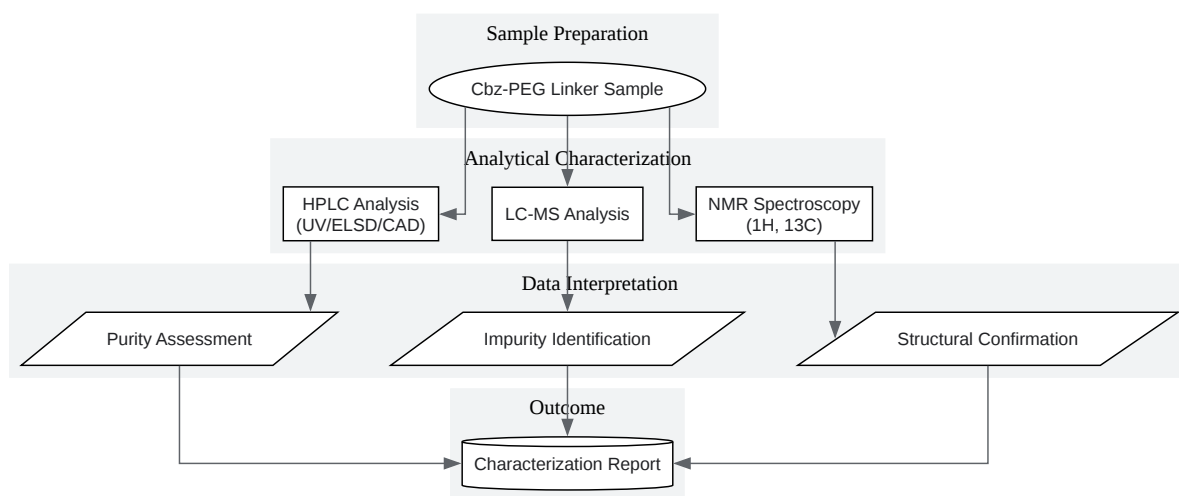 Sample Preparation
Cbz-PEG Linker Sample
Analytical Characterization
HPLC Analysis
(UV/ELSD/CAD)
LC-MS Analysis
NMR Spectroscopy
(1H, 13C)
Data Interpretation
Purity Assessment
Impurity Identification
Structural Confirmation
Outcome
Characterization Report